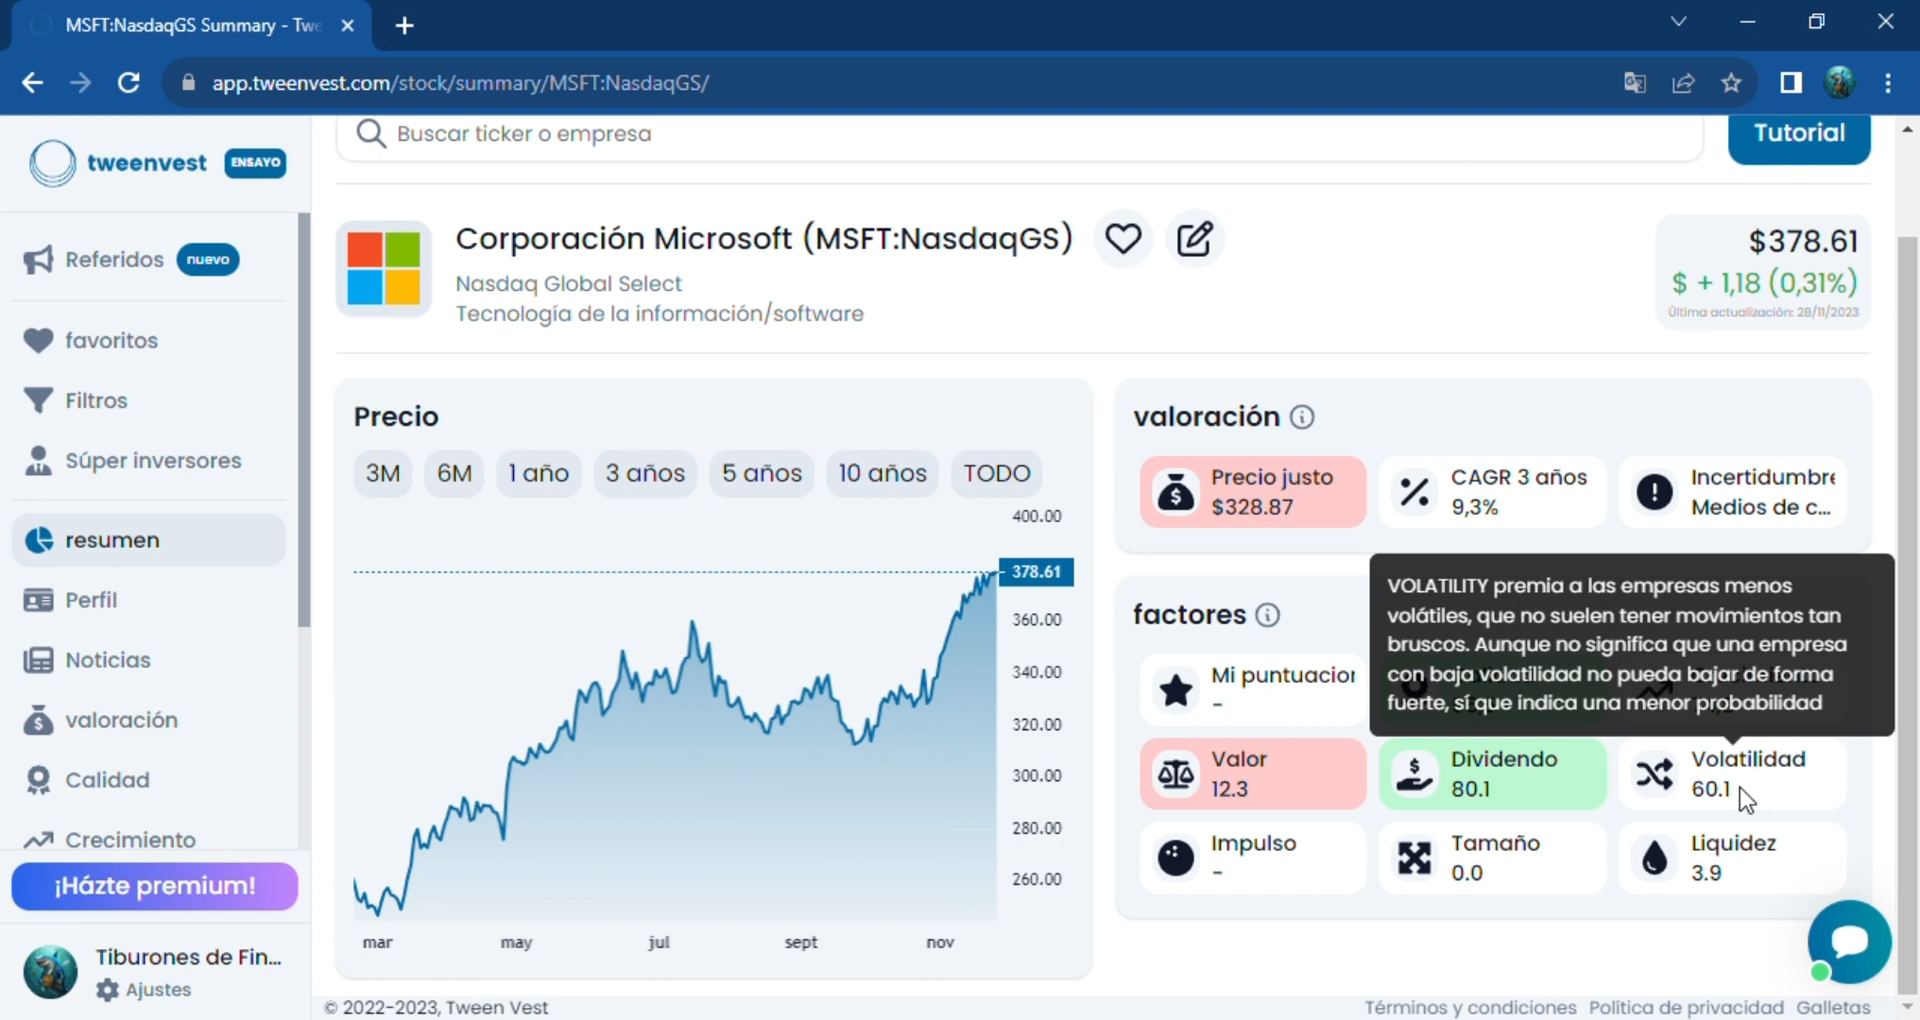 MSFT:NasdaqGS Summary - Twe
app.tweenvest.com/stock/summary/MSFT:NasdaqGS/
tweenvest ENSAYO
Buscar ticker o empresa
Tutorial
Referidos nuevo
favoritos
Filtros
Súper inversores
resumen
Perfil
Noticias
valoración
Calidad
Crecimiento
¡Házte premium!
Tiburones de Fin...
Ajustes
Corporación Microsoft (MSFT:NasdaqGS)
Nasdaq Global Select
Tecnología de la información/software
$378.61
$ + 1,18 (0,31%)
Última actualización: 28/11/2023
Precio
3M 6M 1 año 3 años 5 años 10 años TODO
400.00
378.61
360.00
340.00
320.00
300.00
280.00
260.00
mar may jul sept nov
valoración
Precio justo
$328.87
CAGR 3 años
9,3%
Incertidumbre
Medios de c...
factores
VOLATILITY premia a las empresas menos
volátiles, que no suelen tener movimientos tan
bruscos. Aunque no significa que una empresa
con baja volatilidad no pueda bajar de forma
fuerte, sí que indica una menor probabilidad
Mi puntuacion
-
Valor
12.3
Dividendo
80.1
Volatilidad
60.1
Impulso
-
Tamaño
0.0
Liquidez
3.9
© 2022-2023, Tween Vest
Términos y condiciones Política de privacidad Galletas